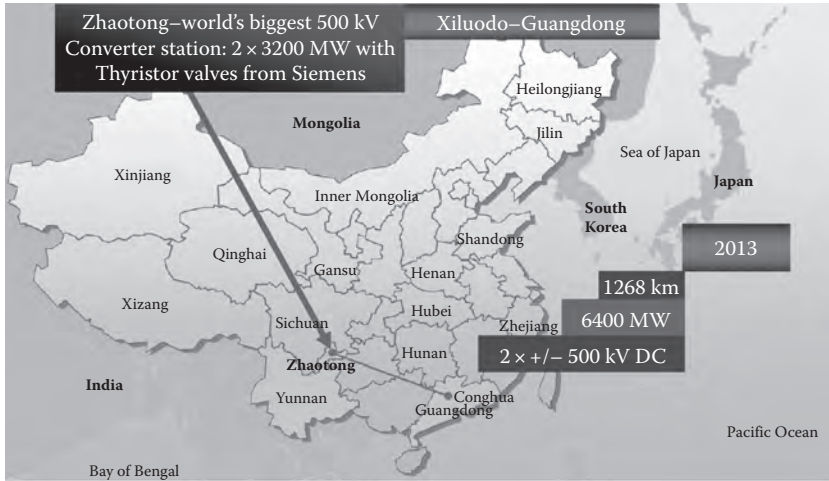 Zhaotong–world's biggest 500 kV
Converter station: 2 × 3200 MW with
Thyristor valves from Siemens
Xiluodo–Guangdong
Heilongjiang
Mongolia
Jilin
Sea of Japan
Xinjiang
Japan
Inner Mongolia
South
Korea
Shandong
2013
Qinghai
Gansu
Henan
1268 km
Xizang
Hubei
Sichuan
Zhejiang
6400 MW
Hunan
2 × +/− 500 kV DC
Zhaotong
India
Yunnan
Conghua
Guangdong
Pacific Ocean
Bay of Bengal